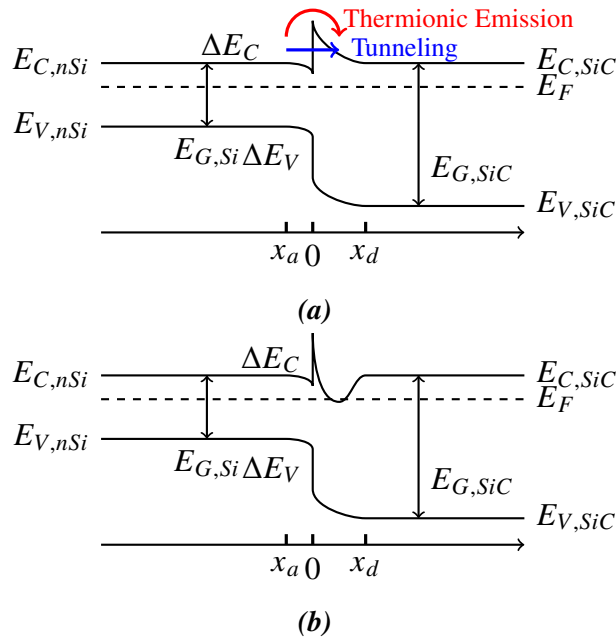 Thermionic Emission
Tunneling
ΔE_C
E_{C,nSi}
E_{C,SiC}
E_F
E_{V,nSi}
E_{G,Si} ΔE_V
E_{G,SiC}
E_{V,SiC}
x_a 0 x_d
(a)
ΔE_C
E_{C,nSi}
E_{C,SiC}
E_F
E_{V,nSi}
E_{G,Si} ΔE_V
E_{G,SiC}
E_{V,SiC}
x_a 0 x_d
(b)